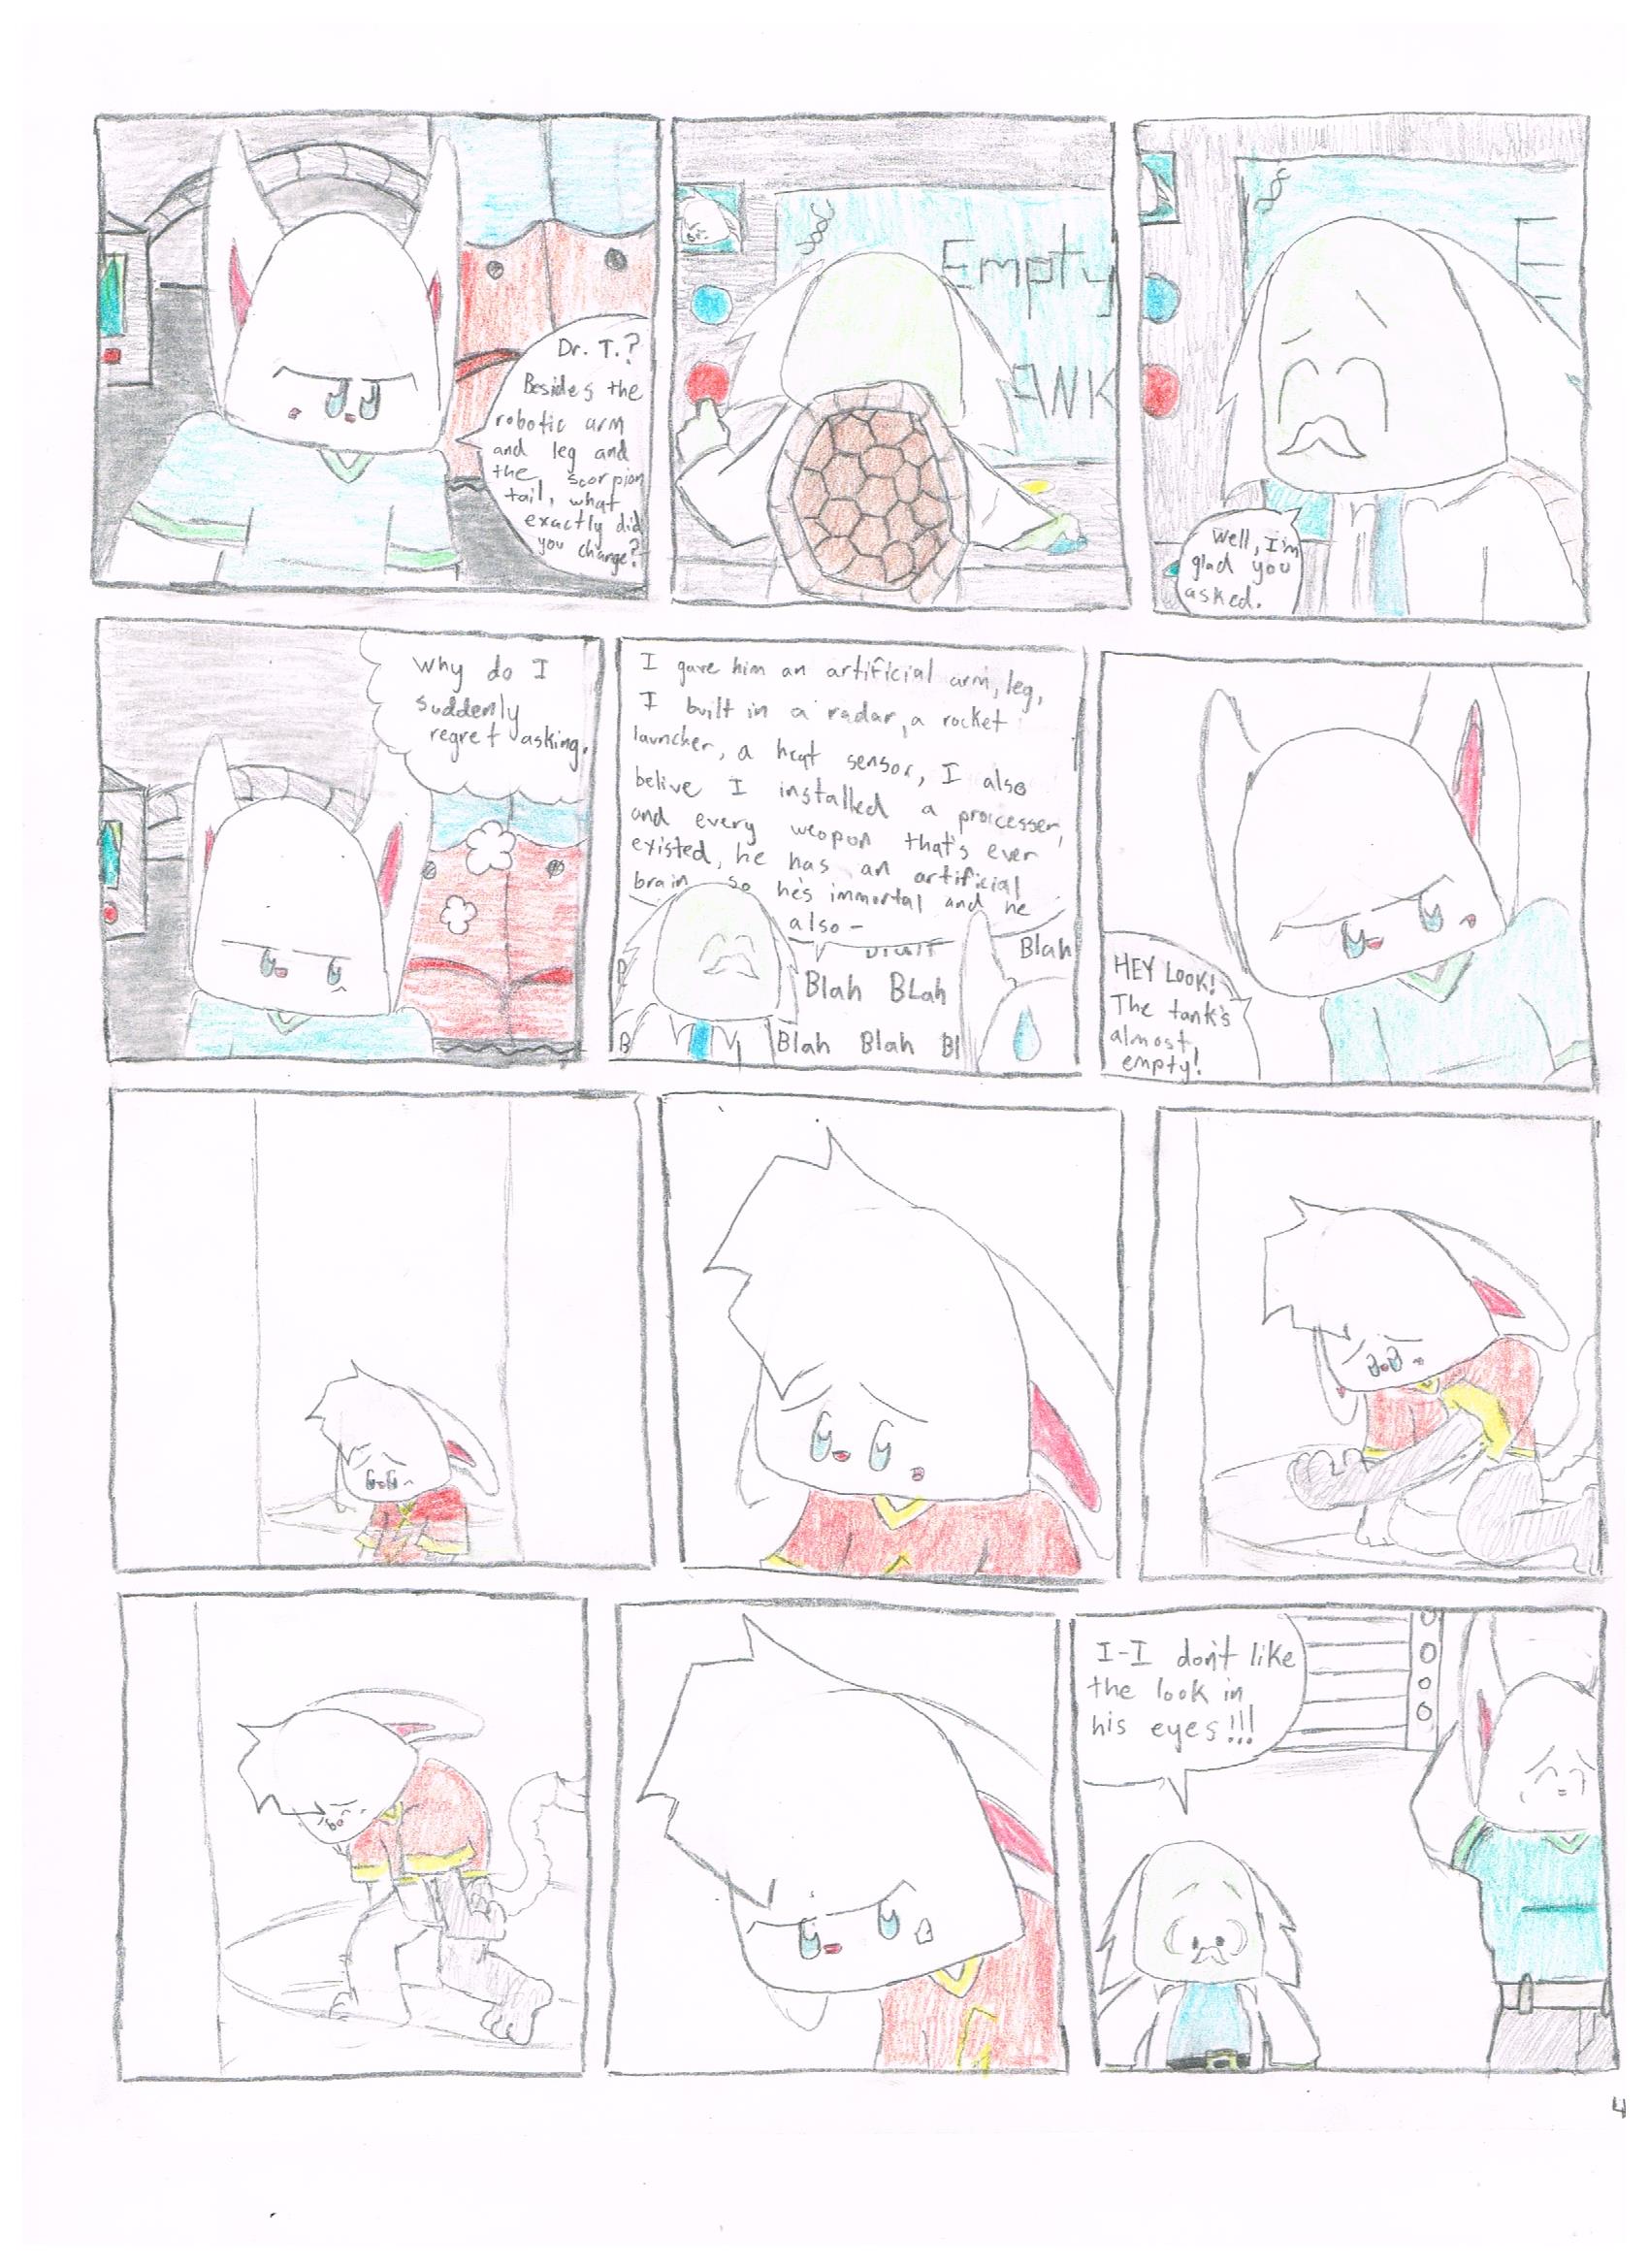 Dr. T.?
Besides the
robotic arm
and leg and
the scorpion
tail, what
exactly did
you change?
Empty
AWK
Well, I'm
glad you
asked.
E
Why do I
suddenly
regret asking.
I gave him an artificial arm, leg,
I built in a radar, a rocket
launcher, a heat sensor, I also
belive I installed a proicesser,
and every weopon that's ever
existed, he has an artificial
brain so he's immortal and he
also-
Blah
Blah BLah
B
Blah Blah Bl
HEY LOOK!
The tank's
almost
empty!
I-I don't like
the look in
his eyes!!!
4